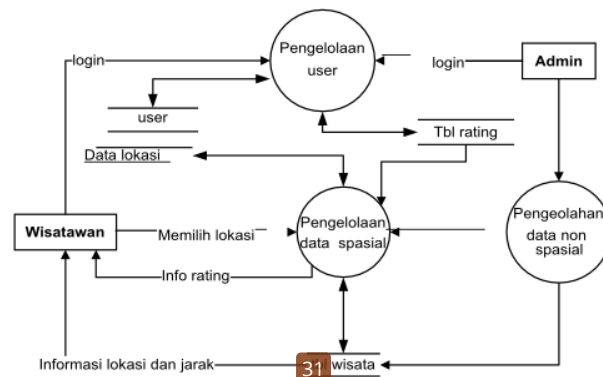 Pengelolaan
user
login
login
Admin
user
Tbl rating
Data lokasi
Wisatawan
Memilih lokasi
Pengelolaan
data spasial
Pengeolahan
data non
spasial
Info rating
Informasi lokasi dan jarak
31
wisata